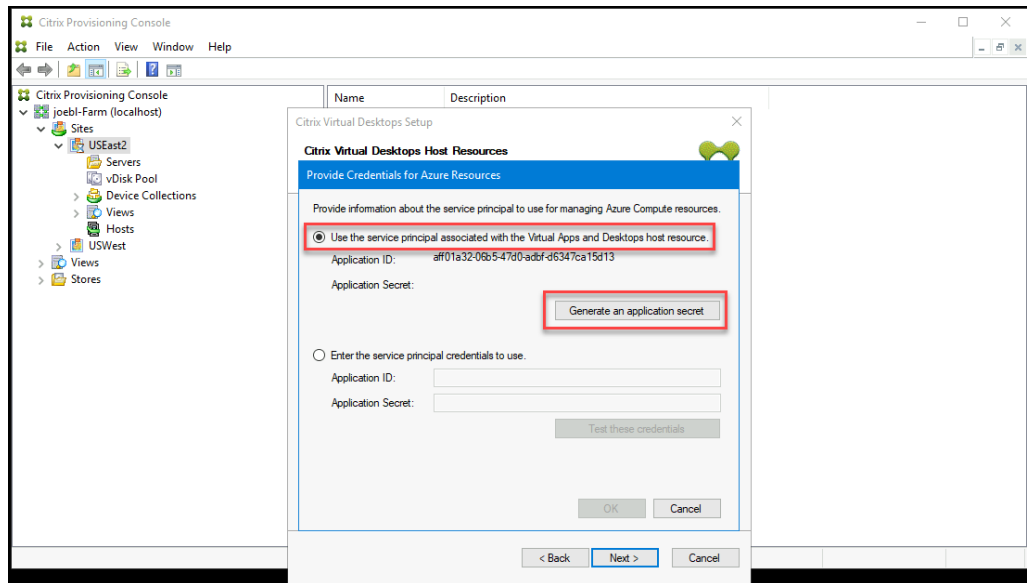 Citrix Provisioning Console
File Action View Window Help
Citrix Provisioning Console
joebl-Farm (localhost)
Sites
USEast2
Servers
vDisk Pool
Device Collections
Views
Hosts
USWest
Views
Stores
Name Description
Citrix Virtual Desktops Setup
Citrix Virtual Desktops Host Resources
Provide Credentials for Azure Resources
Provide information about the service principal to use for managing Azure Compute resources.
Use the service principal associated with the Virtual Apps and Desktops host resource.
Application ID: aff01a32-06b5-47d0-adbf-d6347ca15d13
Application Secret:
Generate an application secret
Enter the service principal credentials to use.
Application ID:
Application Secret:
Test these credentials
OK Cancel
< Back Next > Cancel